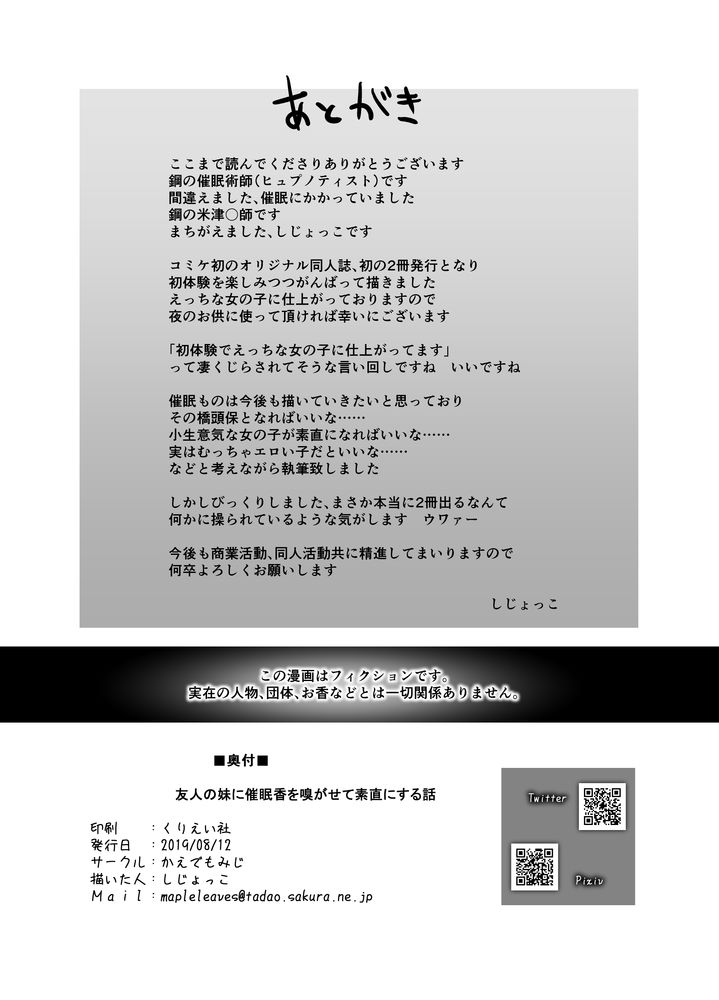 あとがき
ここまで読んでくださりありがとうございます
鋼の催眠術師(ヒュプノティスト)です
間違えました、催眠にかかっていました
鋼の米津〇師です
まちがえました、しじょっこです
コミケ初のオリジナル同人誌、初の2冊発行となり
初体験を楽しみつつがんばって描きました
えっちな女の子に仕上がっておりますので
夜のお供に使って頂ければ幸いにございます
「初体験でえっちな女の子に仕上がってます」
って凄くじらされてそうな言い回しですね　いいですね
催眠ものは今後も描いていきたいと思っており
その橋頭保となればいいな……
小生意気な女の子が素直になればいいな……
実はむっちゃエロい子だといいな……
などと考えながら執筆致しました
しかしびっくりしました、まさか本当に2冊出るなんて
何かに操られているような気がします　ウワァー
今後も商業活動、同人活動共に精進してまいりますので
何卒よろしくお願いします
しじょっこ
この漫画はフィクションです。
実在の人物、団体、お香などとは一切関係ありません。
■奥付■
友人の妹に催眠香を嗅がせて素直にする話
印刷　　：くりえい社
発行日　：2019/08/12
サークル：かえでもみじ
描いた人：しじょっこ
Ｍａｉｌ：mapleleaves@tadao.sakura.ne.jp
Twitter
Pixiv